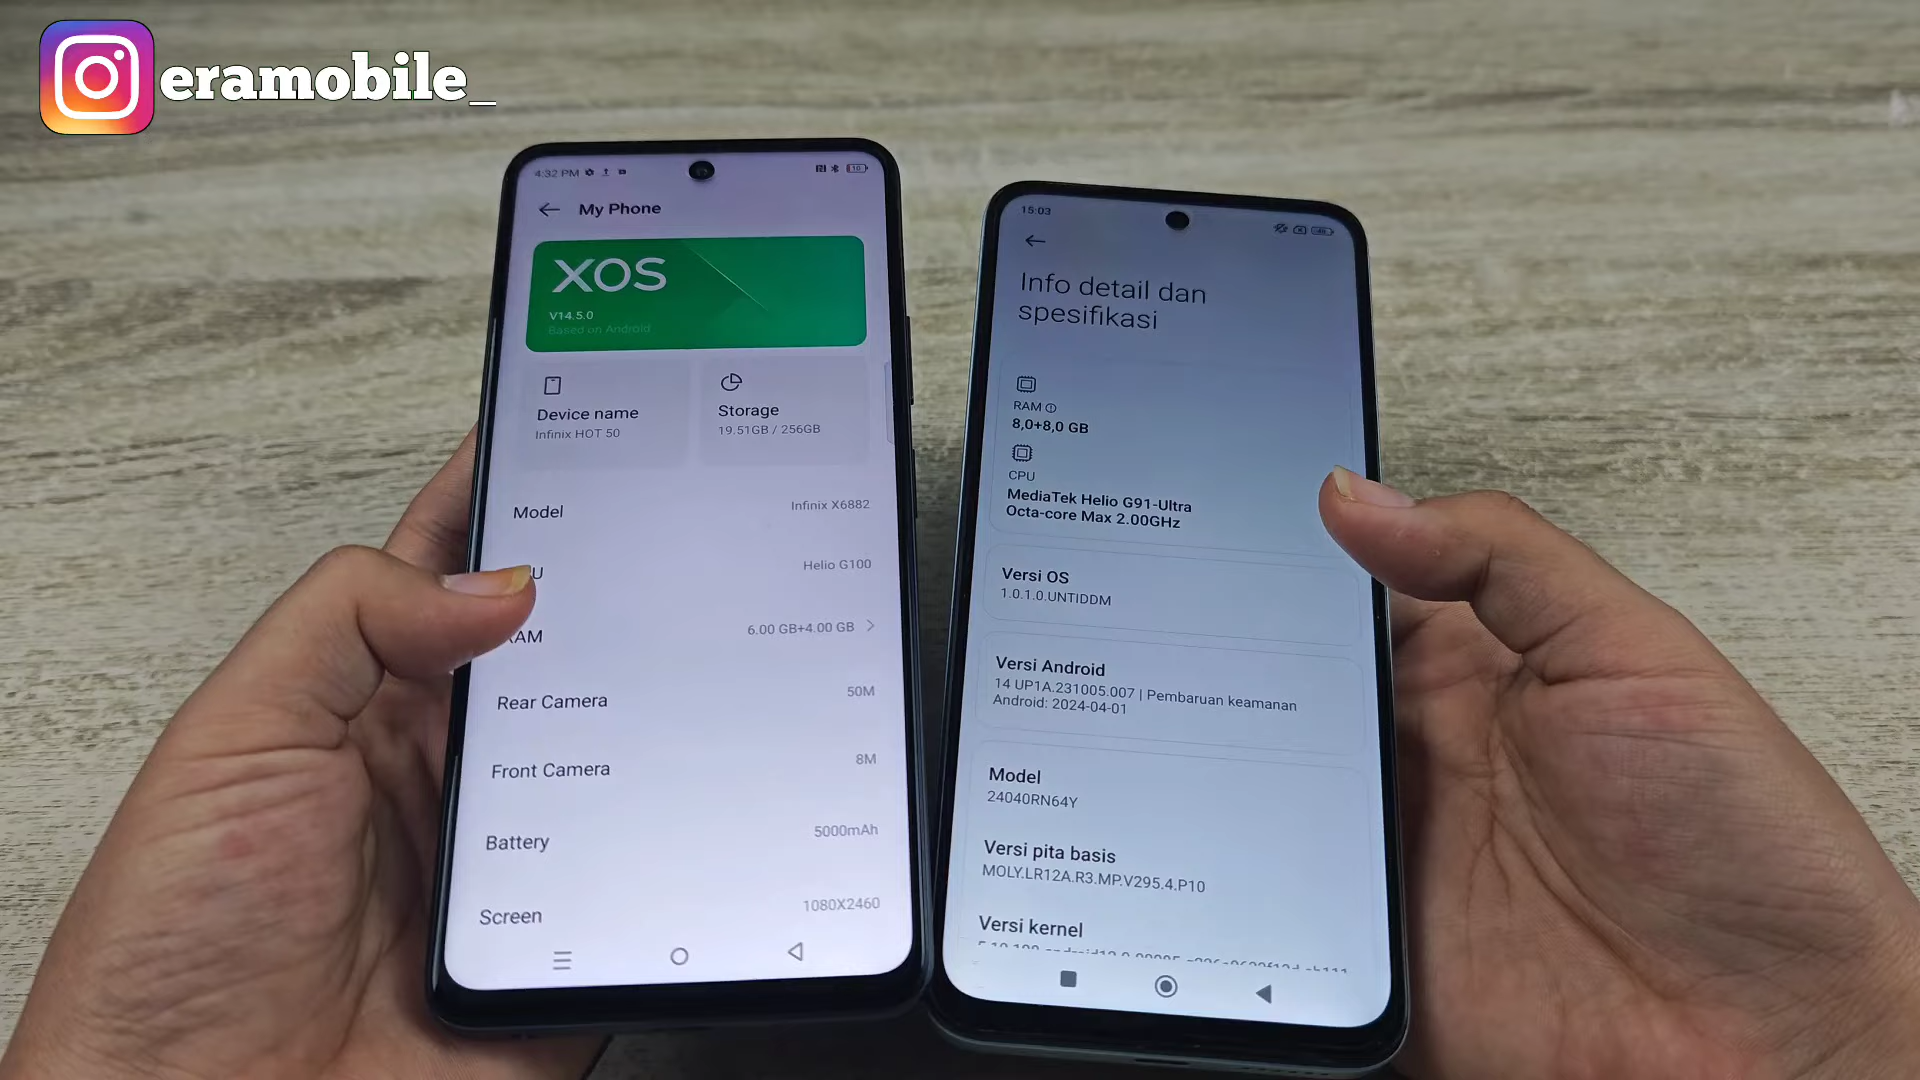 eramobile_
4:32 PM
My Phone
XOS
V14.5.0
Based on Android
Device name
Infinix HOT 50
Storage
19.51GB / 256GB
Model
Infinix X6882
U
Helio G100
RAM
6.00 GB+4.00 GB
Rear Camera
50M
Front Camera
8M
Battery
5000mAh
Screen
1080X2460
15:03
Info detail dan
spesifikasi
RAM
8,0+8,0 GB
CPU
MediaTek Helio G91-Ultra
Octa-core Max 2.00GHz
Versi OS
1.0.1.0.UNTIDDM
Versi Android
14 UP1A.231005.007 | Pembaruan keamanan
Android: 2024-04-01
Model
24040RN64Y
Versi pita basis
MOLY.LR12A.R3.MP.V295.4.P10
Versi kernel